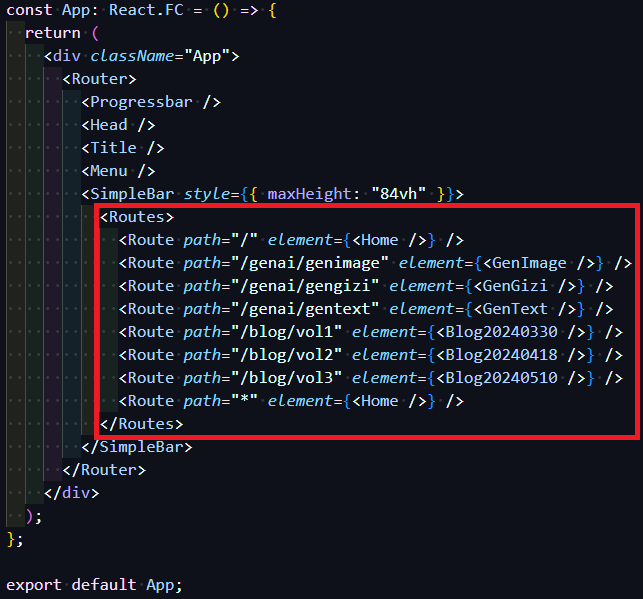 const App: React.FC = () => {
return (
<div className="App">
<Router>
<Progressbar />
<Head />
<Title />
<Menu />
<SimpleBar style={{ maxHeight: "84vh" }}>
<Routes>
<Route path="/" element={<Home />} />
<Route path="/genai/genimage" element={<GenImage />} />
<Route path="/genai/gengizi" element={<GenGizi />} />
<Route path="/genai/gentext" element={<GenText />} />
<Route path="/blog/vol1" element={<Blog20240330 />} />
<Route path="/blog/vol2" element={<Blog20240418 />} />
<Route path="/blog/vol3" element={<Blog20240510 />} />
<Route path="*" element={<Home />} />
</Routes>
</SimpleBar>
</Router>
</div>
);
};
export default App;